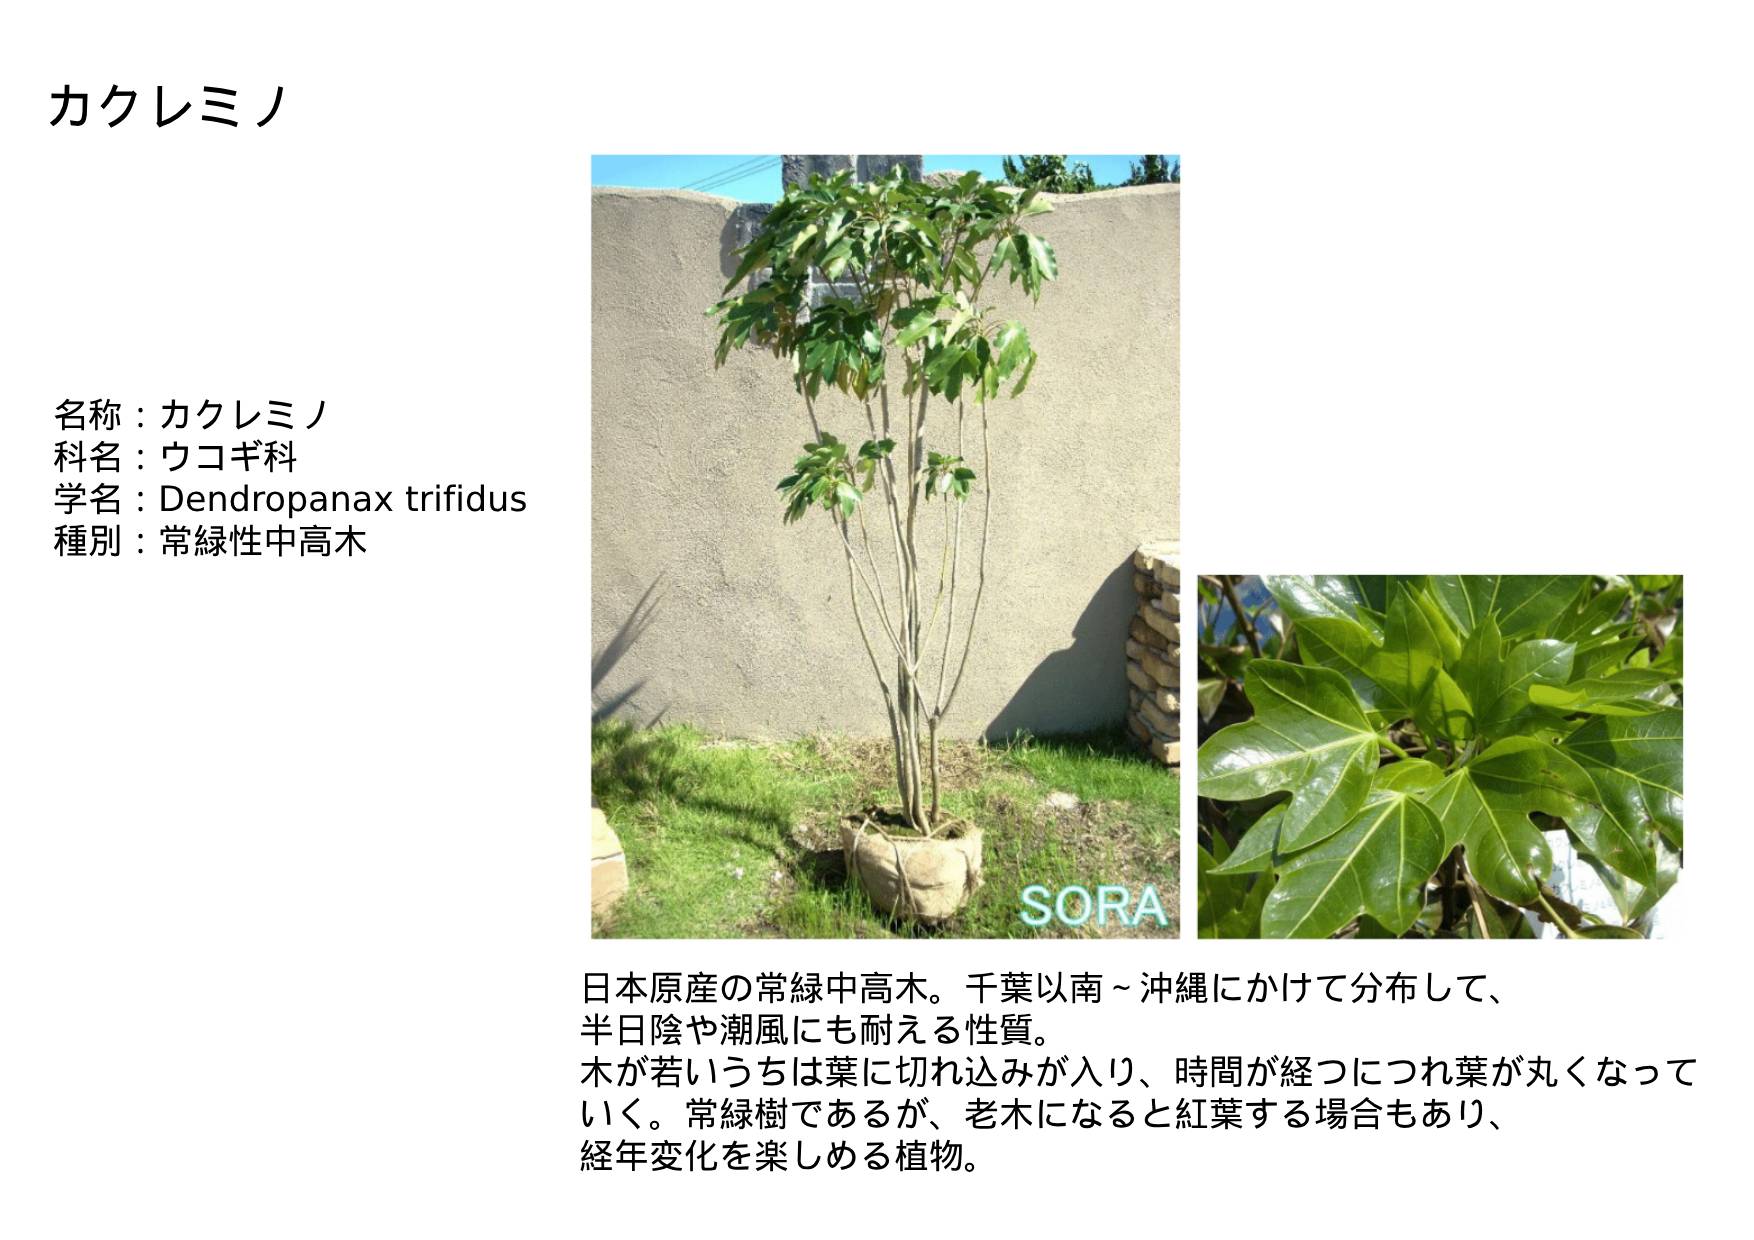 カクレミノ
名称：カクレミノ
科名：ウコギ科
学名：Dendropanax trifidus
種別：常緑性中高木
SORA
日本原産の常緑中高木。千葉以南～沖縄にかけて分布して、
半日陰や潮風にも耐える性質。
木が若いうちは葉に切れ込みが入り、時間が経つにつれ葉が丸くなって
いく。常緑樹であるが、老木になると紅葉する場合もあり、
経年変化を楽しめる植物。